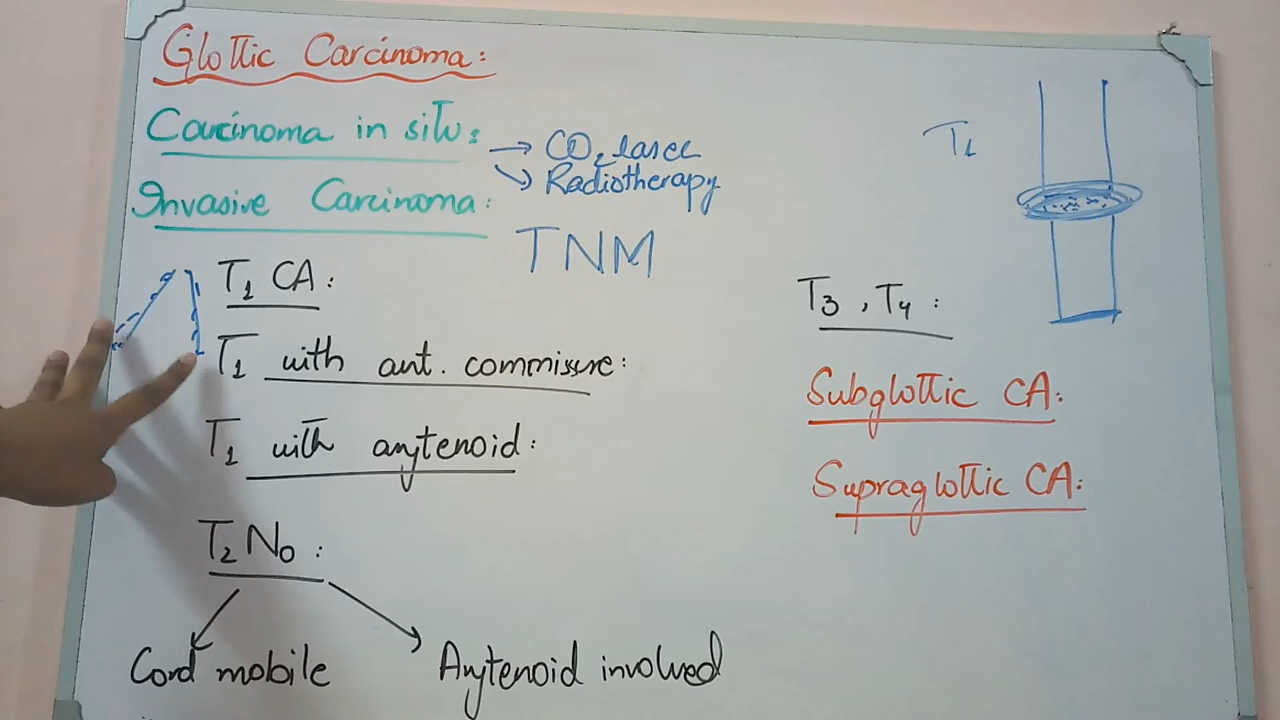 Glottic Carcinoma:
Carcinoma in situ:
→ CO2 laser
→ Radiotherapy
Invasive Carcinoma:
TNM
T1 CA:
T1 with ant. commisure:
T1 with arytenoid:
T2 N0:
Cord mobile
Arytenoid involved
T1
T3, T4:
Subglottic CA:
Supraglottic CA: